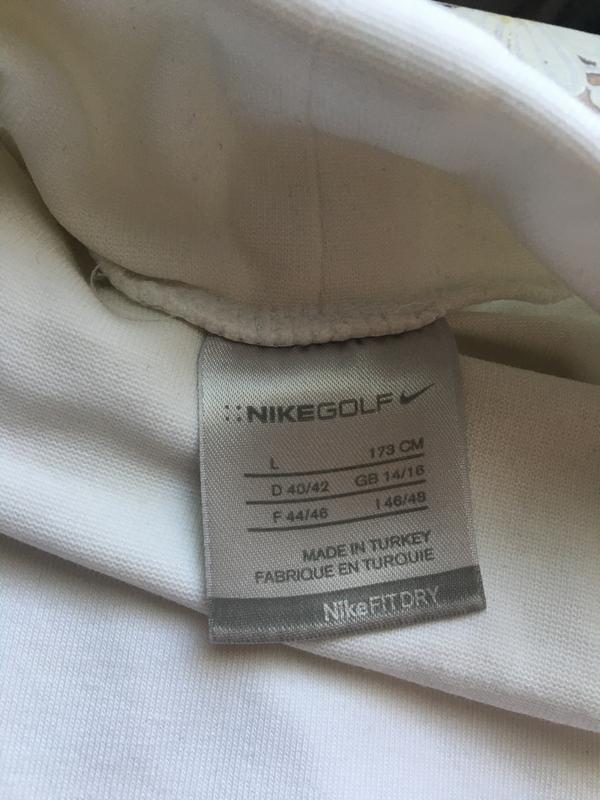 NIKEGOLF
L 173 CM
D 40/42 GB 14/16
F 44/46 I 46/48
MADE IN TURKEY
FABRIQUE EN TURQUIE
NikeFIT DRY